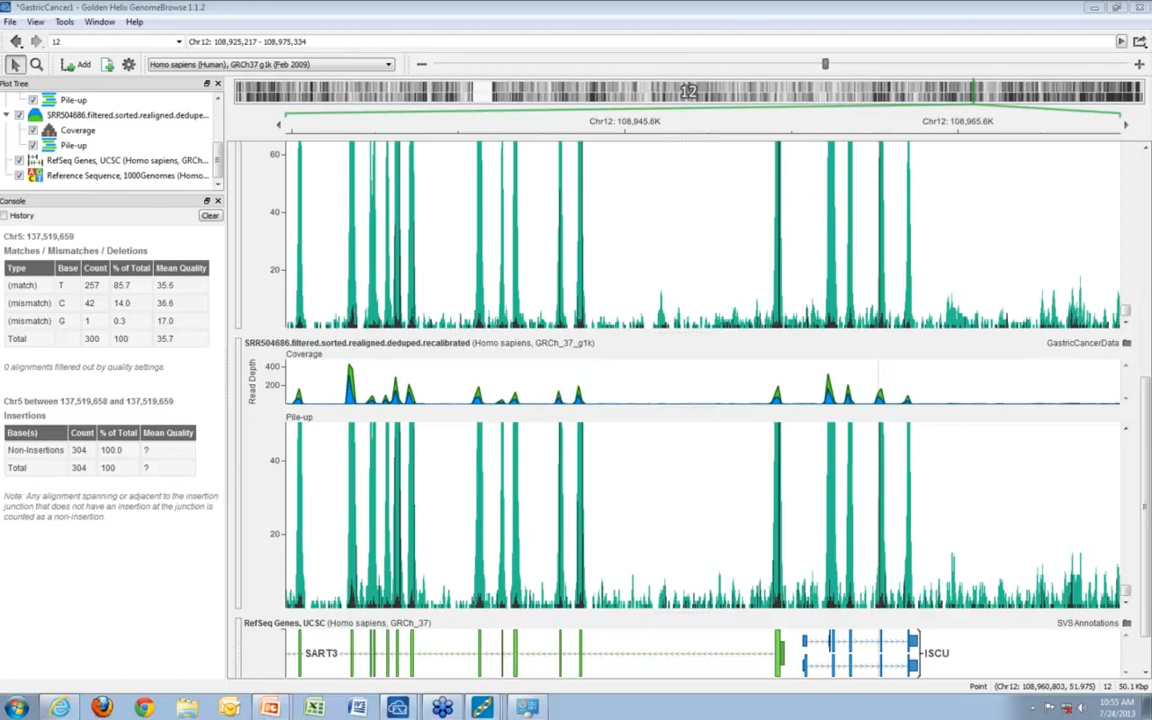 *GastricCancer1 - Golden Helix GenomeBrowse 1.1.2
File View Tools Window Help
12 Chr12: 108,925,217 - 108,975,334
Add Homo sapiens (Human), GRCh37 g1k (Feb 2009)
Plot Tree
Pile-up
SRR504686.filtered.sorted.realigned.dedupe...
Coverage
Pile-up
RefSeq Genes, UCSC (Homo sapiens, GRCh...
Reference Sequence, 1000Genomes (Homo...
Console
History Clear
Chr5: 137,519,659
Matches / Mismatches / Deletions
Type Base Count % of Total Mean Quality
(match) T 257 85.7 35.6
(mismatch) C 42 14.0 36.6
(mismatch) G 1 0.3 17.0
Total 300 100 35.7
0 alignments filtered out by quality settings.
Chr5 between 137,519,658 and 137,519,659
Insertions
Base(s) Count % of Total Mean Quality
Non-Insertions 304 100.0 ?
Total 304 100 ?
Note: Any alignment spanning or adjacent to the insertion
junction that does not have an insertion at the junction is
counted as a non-insertion.
12
Chr12: 108,945.6K Chr12: 108,965.6K
60
40
20
SRR504686.filtered.sorted.realigned.deduped.recalibrated (Homo sapiens, GRCh_37_g1k) GastricCancerData
Coverage
Read Depth
400
200
Pile-up
40
20
RefSeq Genes, UCSC (Homo sapiens, GRCh_37) SVS Annotations
SART3 ISCU
Point (Chr12: 108,960,803, 51.975) 12 50.1Kbp
10:55 AM
7/24/2013